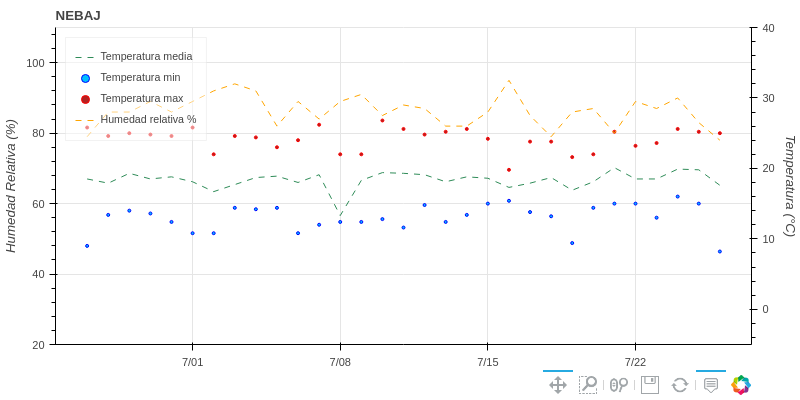 NEBAJ
Temperatura media
Temperatura min
Temperatura max
Humedad relativa %
Humedad Relativa (%)
100
80
60
40
20
Temperatura (°C)
40
30
20
10
0
7/01
7/08
7/15
7/22